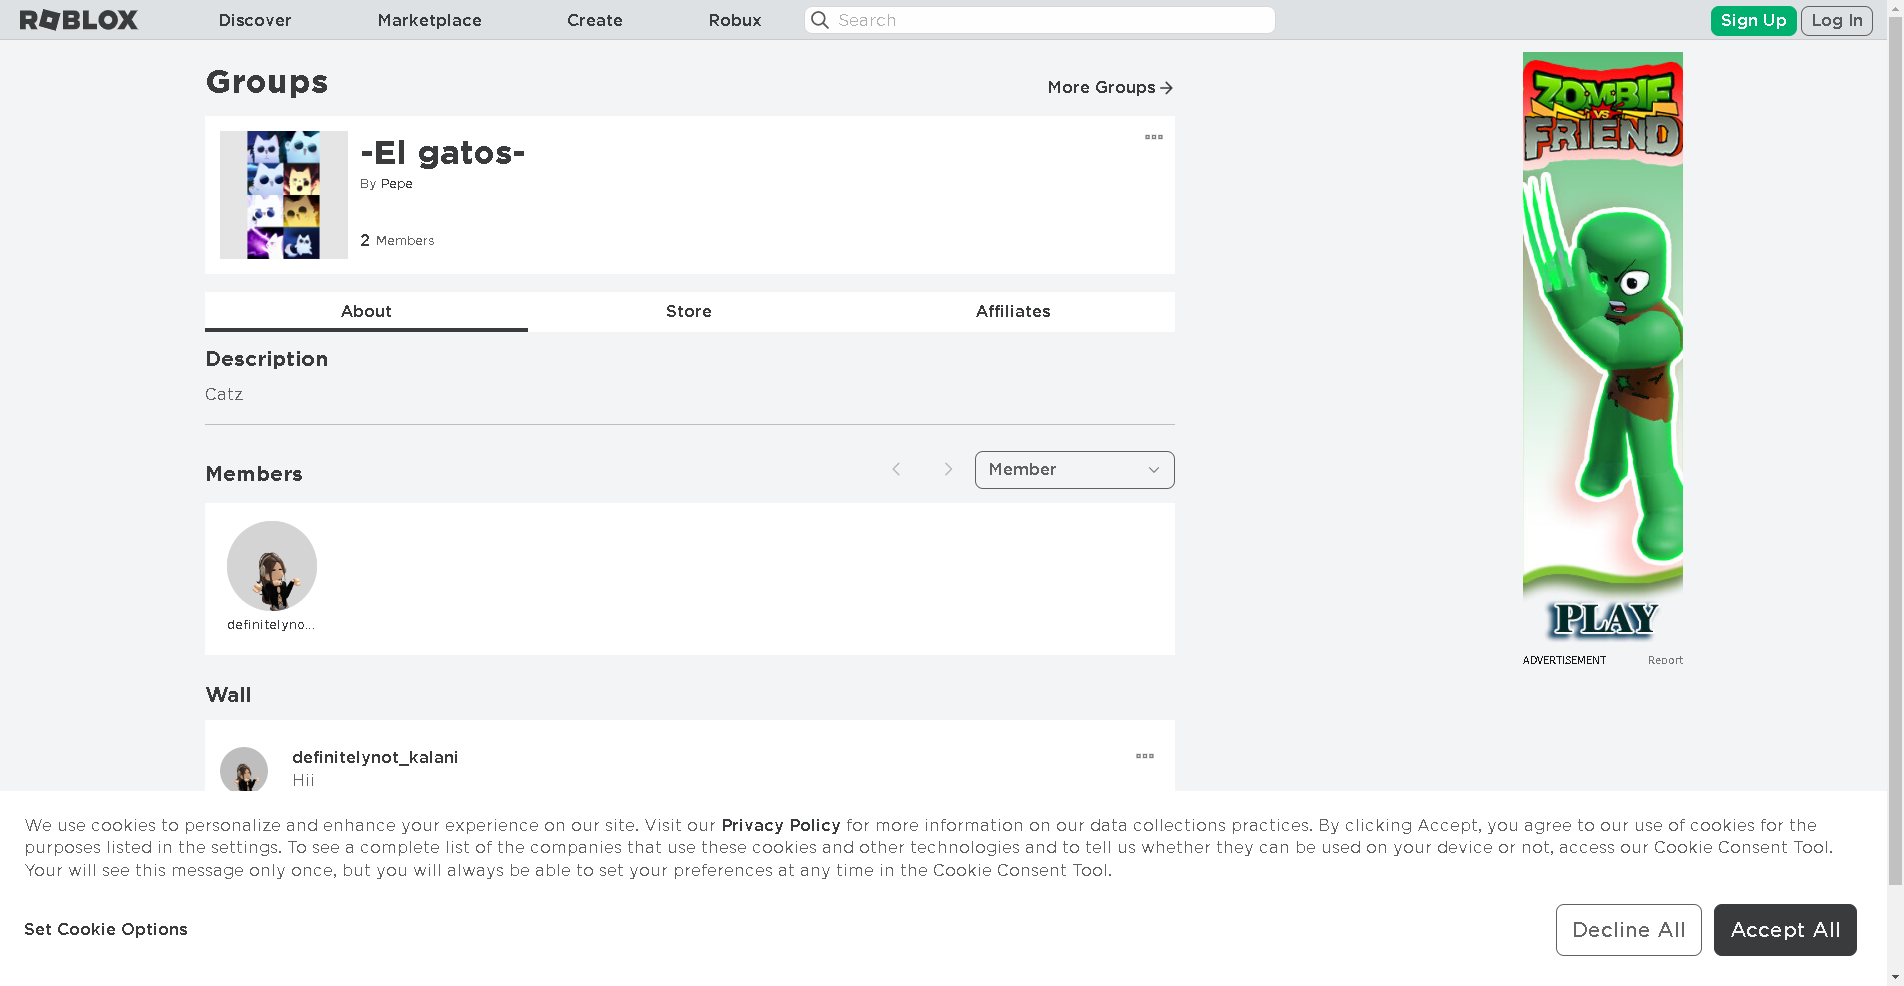 ROBLOX
Discover
Marketplace
Create
Robux
Search
Sign Up
Log In
Groups
More Groups
-El gatos-
By Pepe
2 Members
About
Store
Affiliates
Description
Catz
Members
Member
definitelyno...
Wall
definitelynot_kalani
Hii
ZOMBIE
VS
FRIEND
PLAY
ADVERTISEMENT
Report
We use cookies to personalize and enhance your experience on our site. Visit our Privacy Policy for more information on our data collections practices. By clicking Accept, you agree to our use of cookies for the
purposes listed in the settings. To see a complete list of the companies that use these cookies and other technologies and to tell us whether they can be used on your device or not, access our Cookie Consent Tool.
Your will see this message only once, but you will always be able to set your preferences at any time in the Cookie Consent Tool.
Set Cookie Options
Decline All
Accept All